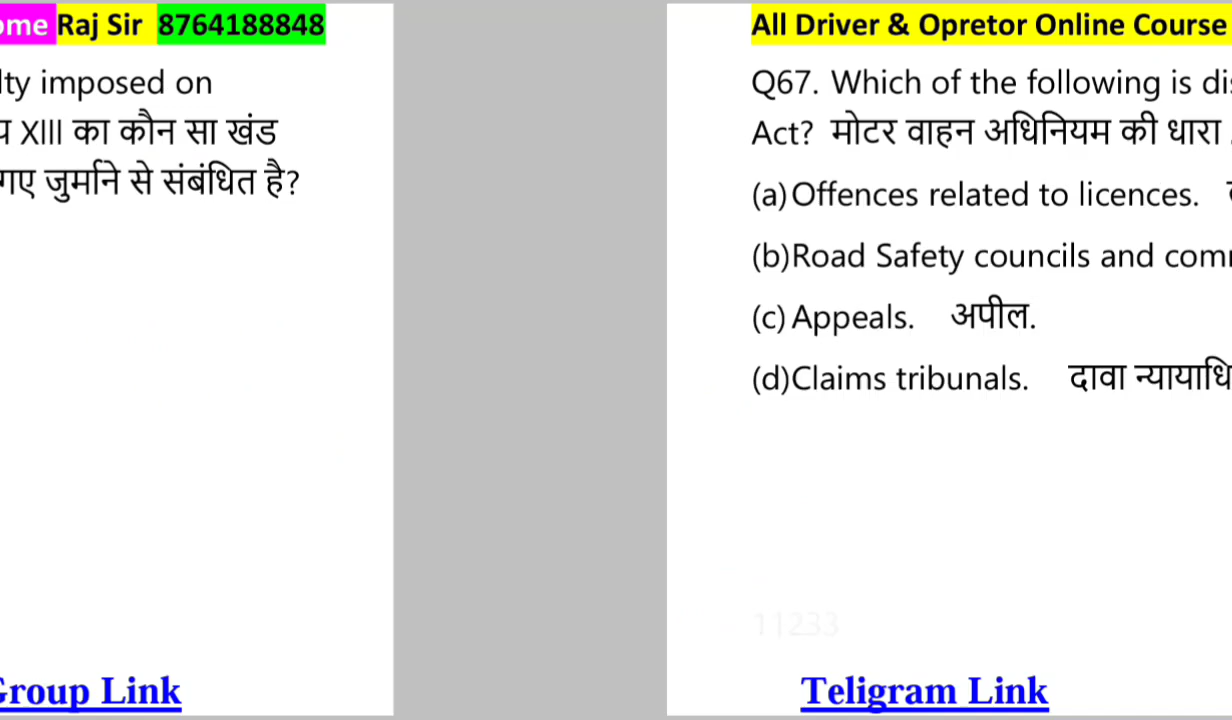 ome Raj Sir 8764188848
lty imposed on
XIII का कौन सा खंड
गए जुर्माने से संबंधित है?
Group Link
All Driver & Opretor Online Course
Q67. Which of the following is dis
Act? मोटर वाहन अधिनियम की धारा
(a) Offences related to licences.
(b) Road Safety councils and com
(c) Appeals. अपील.
(d) Claims tribunals. दावा न्यायाधि
11233
Teligram Link